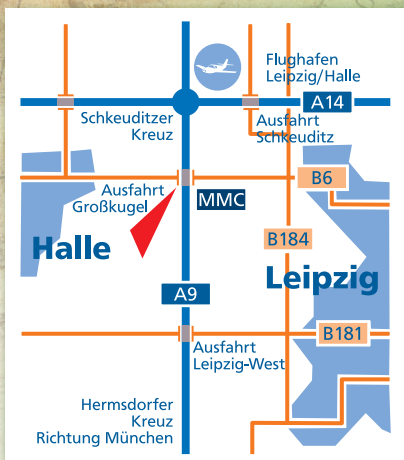 Flughafen
Leipzig/Halle
A14
Schkeuditzer
Kreuz
Ausfahrt
Schkeuditz
B6
Ausfahrt
Großkugel
MMC
Halle
B184
Leipzig
A9
B181
Ausfahrt
Leipzig-West
Hermsdorfer
Kreuz
Richtung München